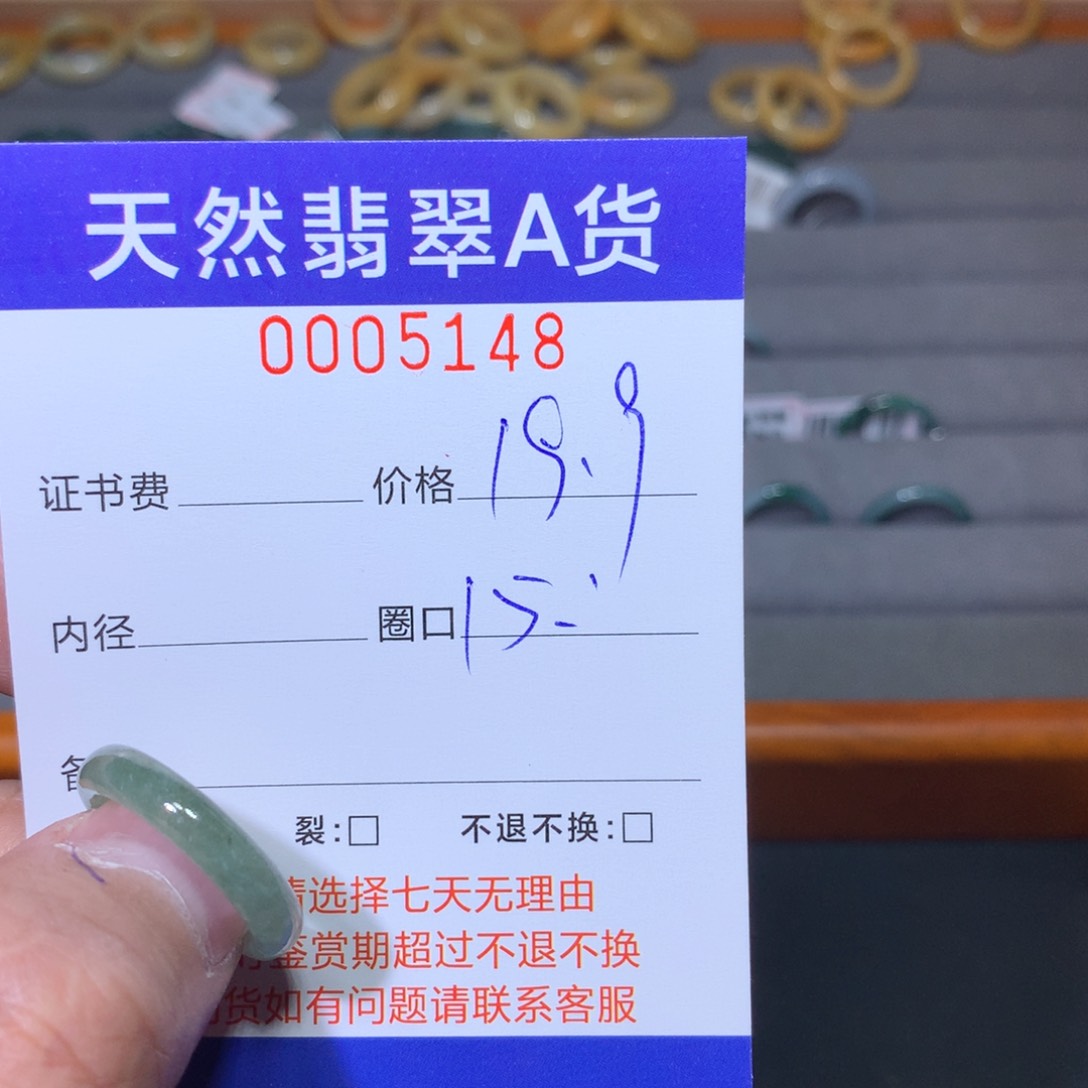 天然翡翠A货
0005148
证书费 价格 19.9
内径 圈口 15.
裂:□ 不退不换:□
请选择七天无理由
鉴赏期超过不退不换
货如有问题请联系客服